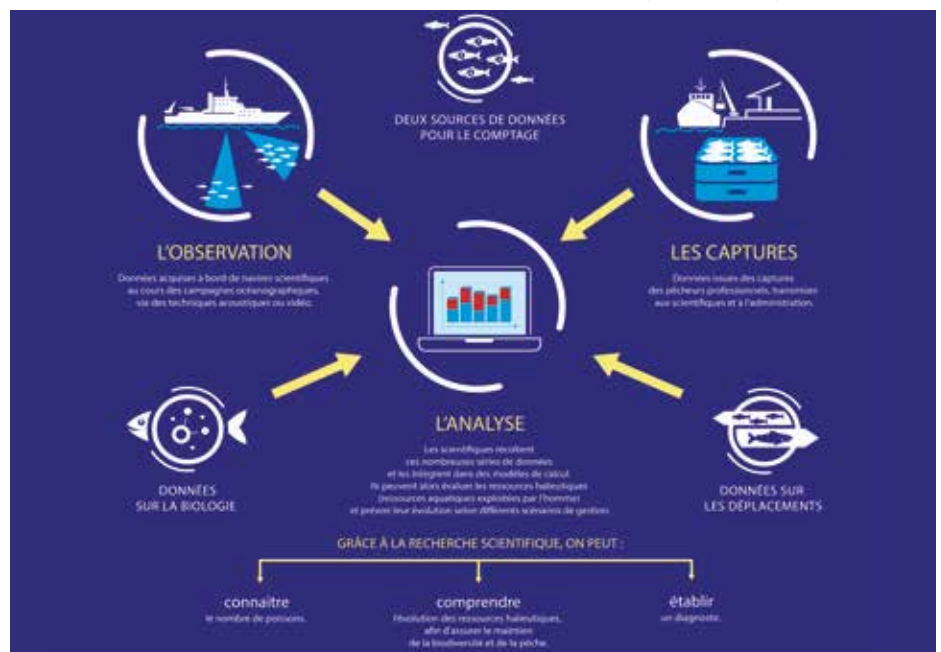 DEUX SOURCES DE DONNÉES
POUR LE COMPTAGE
L'OBSERVATION
Données acquises à bord de navires scientifiques
au cours des campagnes océanographiques,
via des techniques acoustiques ou vidéo.
LES CAPTURES
Données issues des captures
des pêcheurs professionnels, transmises
aux scientifiques et à l'administration.
L'ANALYSE
Les scientifiques récoltent
ces nombreuses séries de données
et les intègrent dans des modèles de calcul.
Ils peuvent alors évaluer les ressources halieutiques
(ressources aquatiques exploitées par l'homme)
et prévoir leur évolution selon différents scénarios de gestion.
DONNÉES
SUR LA BIOLOGIE
DONNÉES SUR
LES DÉPLACEMENTS
GRÂCE À LA RECHERCHE SCIENTIFIQUE, ON PEUT :
connaître
le nombre de poissons.
comprendre
l'évolution des ressources halieutiques,
afin d'assurer le maintien
de la biodiversité et de la pêche.
établir
un diagnostic.